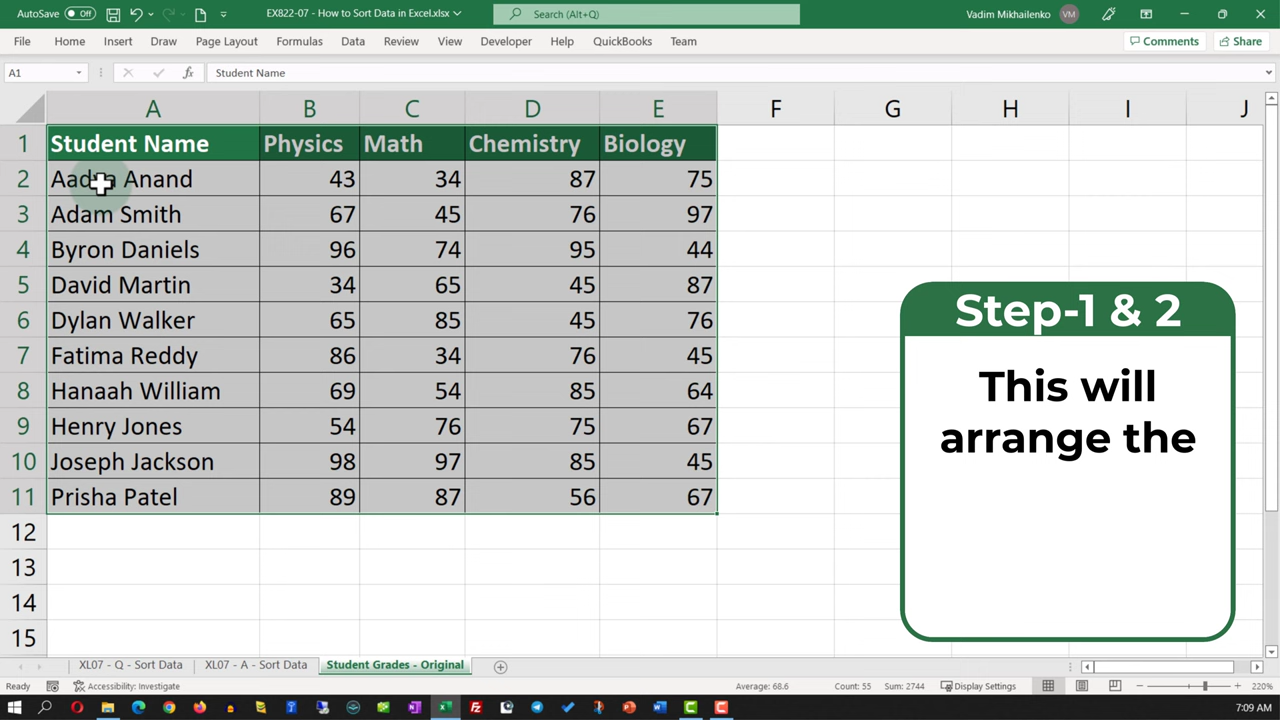 AutoSave Off EX822-07 - How to Sort Data in Excel.xlsx Search (Alt+Q) Vadim Mikhailenko VM
File Home Insert Draw Page Layout Formulas Data Review View Developer Help QuickBooks Team Comments Share
A1 fx Student Name
A B C D E F G H I J
1 Student Name Physics Math Chemistry Biology
2 Anand 43 34 87 75
3 Adam Smith 67 45 76 97
4 Byron Daniels 96 74 95 44
5 David Martin 34 65 45 87
6 Dylan Walker 65 85 45 76
7 Fatima Reddy 86 34 76 45
8 Hanaah William 69 54 85 64
9 Henry Jones 54 76 75 67
10 Joseph Jackson 98 97 85 45
11 Prisha Patel 89 87 56 67
12
13
14
15
Step-1 & 2
This will
arrange the
XL07 - Q - Sort Data XL07 - A - Sort Data Student Grades - Original
Ready Accessibility: Investigate Average: 68.6 Count: 55 Sum: 2744 Display Settings 220%
7:09 AM